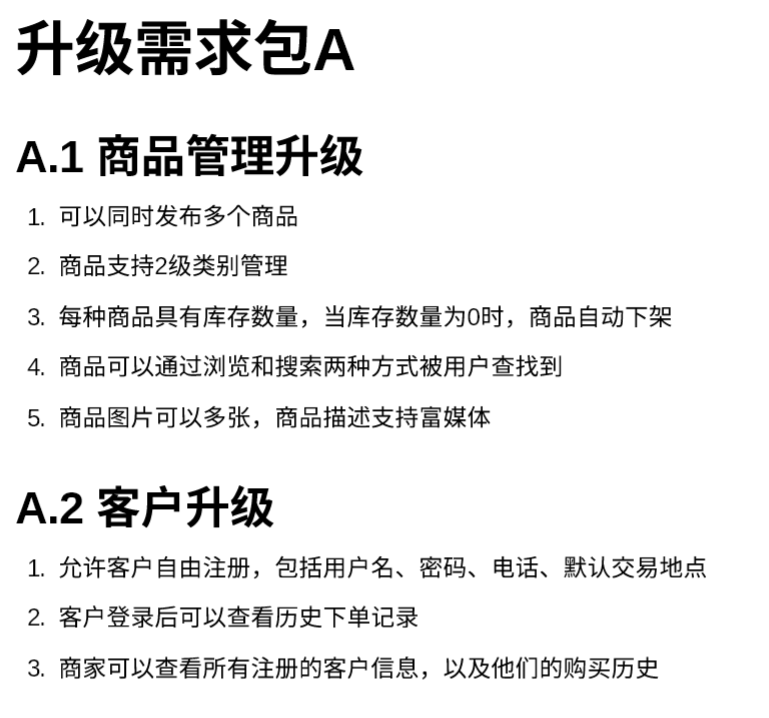 升级需求包A
A.1 商品管理升级
1. 可以同时发布多个商品
2. 商品支持2级类别管理
3. 每种商品具有库存数量，当库存数量为0时，商品自动下架
4. 商品可以通过浏览和搜索两种方式被用户查找到
5. 商品图片可以多张，商品描述支持富媒体
A.2 客户升级
1. 允许客户自由注册，包括用户名、密码、电话、默认交易地点
2. 客户登录后可以查看历史下单记录
3. 商家可以查看所有注册的客户信息，以及他们的购买历史